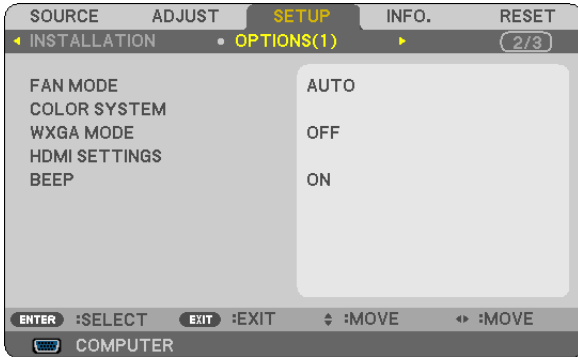 SOURCE ADJUST SETUP INFO. RESET
INSTALLATION • OPTIONS(1) 2/3
FAN MODE AUTO
COLOR SYSTEM
WXGA MODE OFF
HDMI SETTINGS
BEEP ON
ENTER :SELECT EXIT :EXIT :MOVE :MOVE
COMPUTER